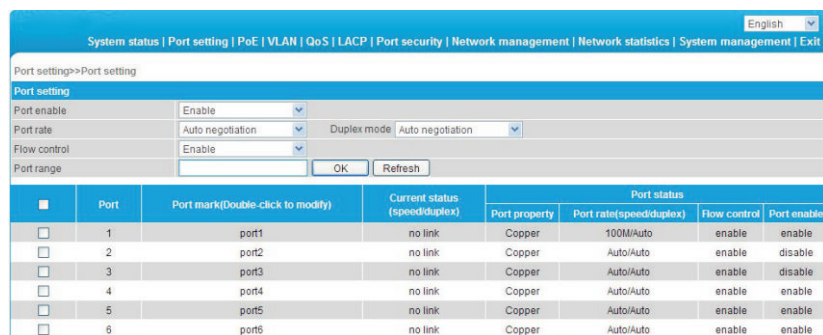 English
System status | Port setting | PoE | VLAN | QoS | LACP | Port security | Network management | Network statistics | System management | Exit
Port setting>>Port setting
Port setting
Port enable Enable
Port rate Auto negotiation Duplex mode Auto negotiation
Flow control Enable
Port range OK Refresh
Port Port mark(Double-click to modify) Current status (speed/duplex) Port status
Port property Port rate(speed/duplex) Flow control Port enable
1 port1 no link Copper 100M/Auto enable enable
2 port2 no link Copper Auto/Auto enable disable
3 port3 no link Copper Auto/Auto enable disable
4 port4 no link Copper Auto/Auto enable enable
5 port5 no link Copper Auto/Auto enable enable
6 port6 no link Copper Auto/Auto enable enable